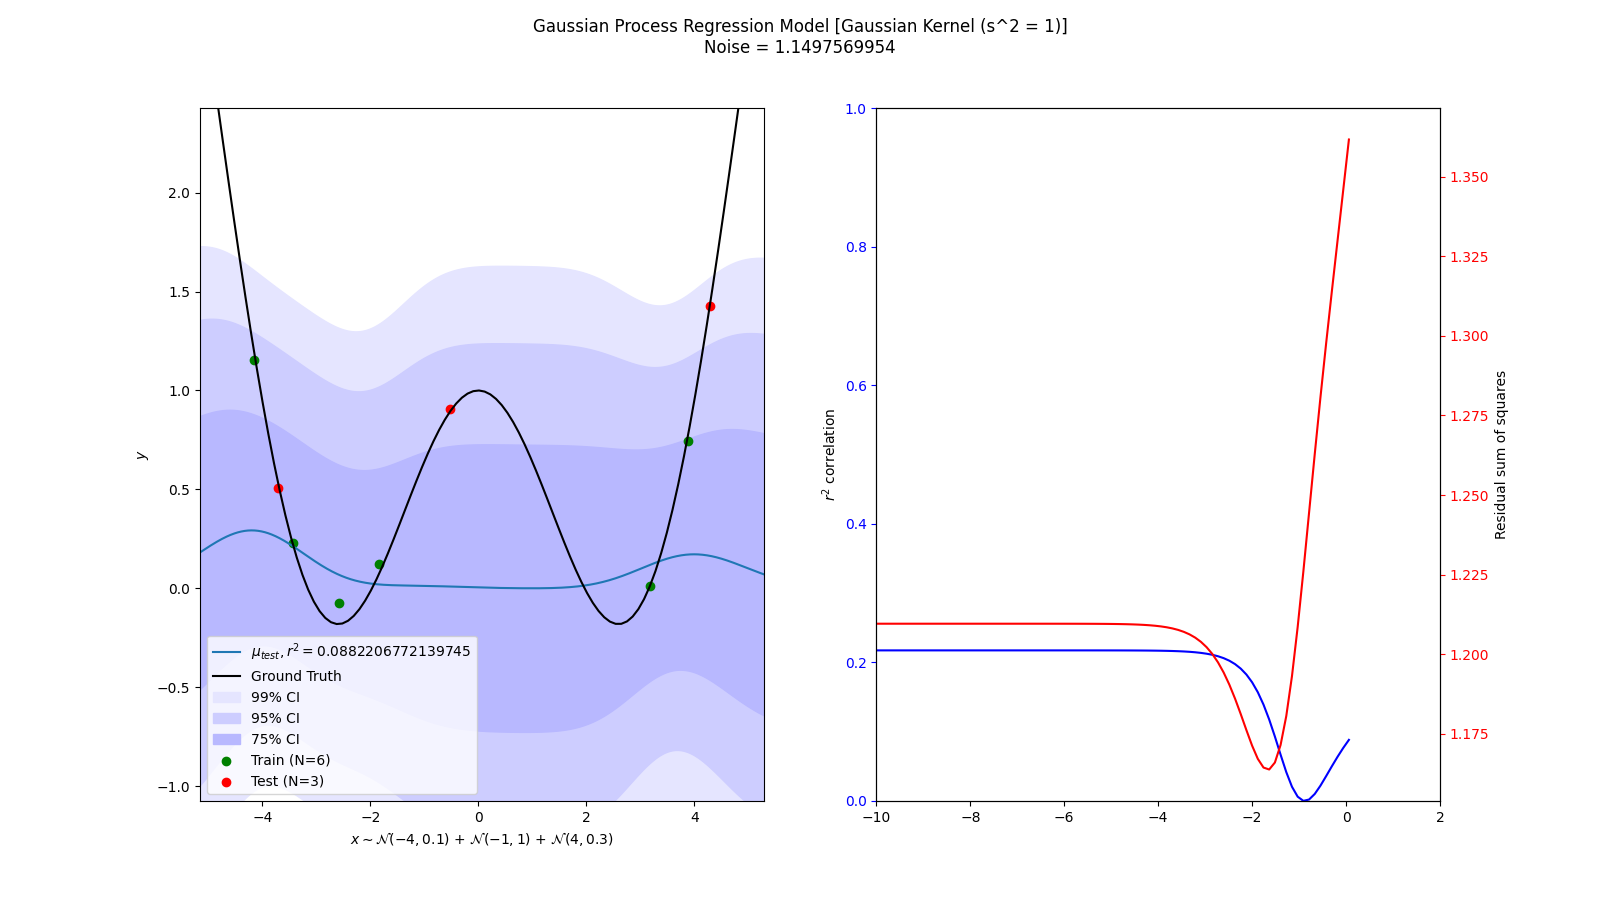 Gaussian Process Regression Model [Gaussian Kernel (s^2 = 1)]
Noise = 1.1497569954
2.0
1.5
1.0
0.5
0.0
−0.5
−1.0
y
μtest, r² = 0.0882206772139745
Ground Truth
99% CI
95% CI
75% CI
Train (N=6)
Test (N=3)
−4
−2
0
2
4
x ∼ 𝒩(−4, 0.1) + 𝒩(−1, 1) + 𝒩(4, 0.3)
1.0
0.8
0.6
0.4
0.2
0.0
r² correlation
−10
−8
−6
−4
−2
0
2
1.350
1.325
1.300
1.275
1.250
1.225
1.200
1.175
Residual sum of squares